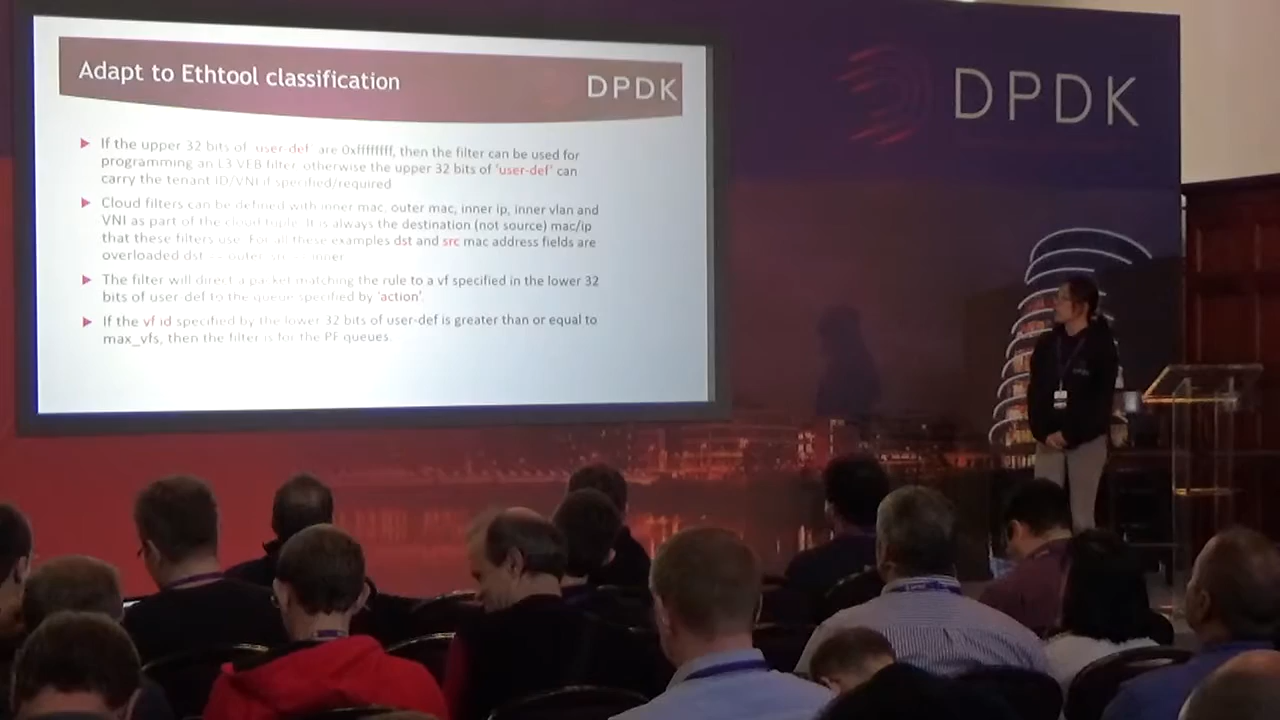 Adapt to Ethtool classification
DPDK
If the upper 32 bits of 'user-def' are 0xffffffff, then the filter can be used for
programming an L3 VEB filter, otherwise the upper 32 bits of 'user-def' can
carry the tenant ID/VNI if specified/required
Cloud filters can be defined with inner mac, outer mac, inner ip, inner vlan and
VNI as part of the cloud tuple. It is always the destination (not source) mac/ip
that these filters use. For all these examples dst and src mac address fields are
overloaded dst == outer, src == inner
The filter will direct a packet matching the rule to a vf specified in the lower 32
bits of user-def to the queue specified by 'action'.
If the vf id specified by the lower 32 bits of user-def is greater than or equal to
max_vfs, then the filter is for the PF queues.
DPDK